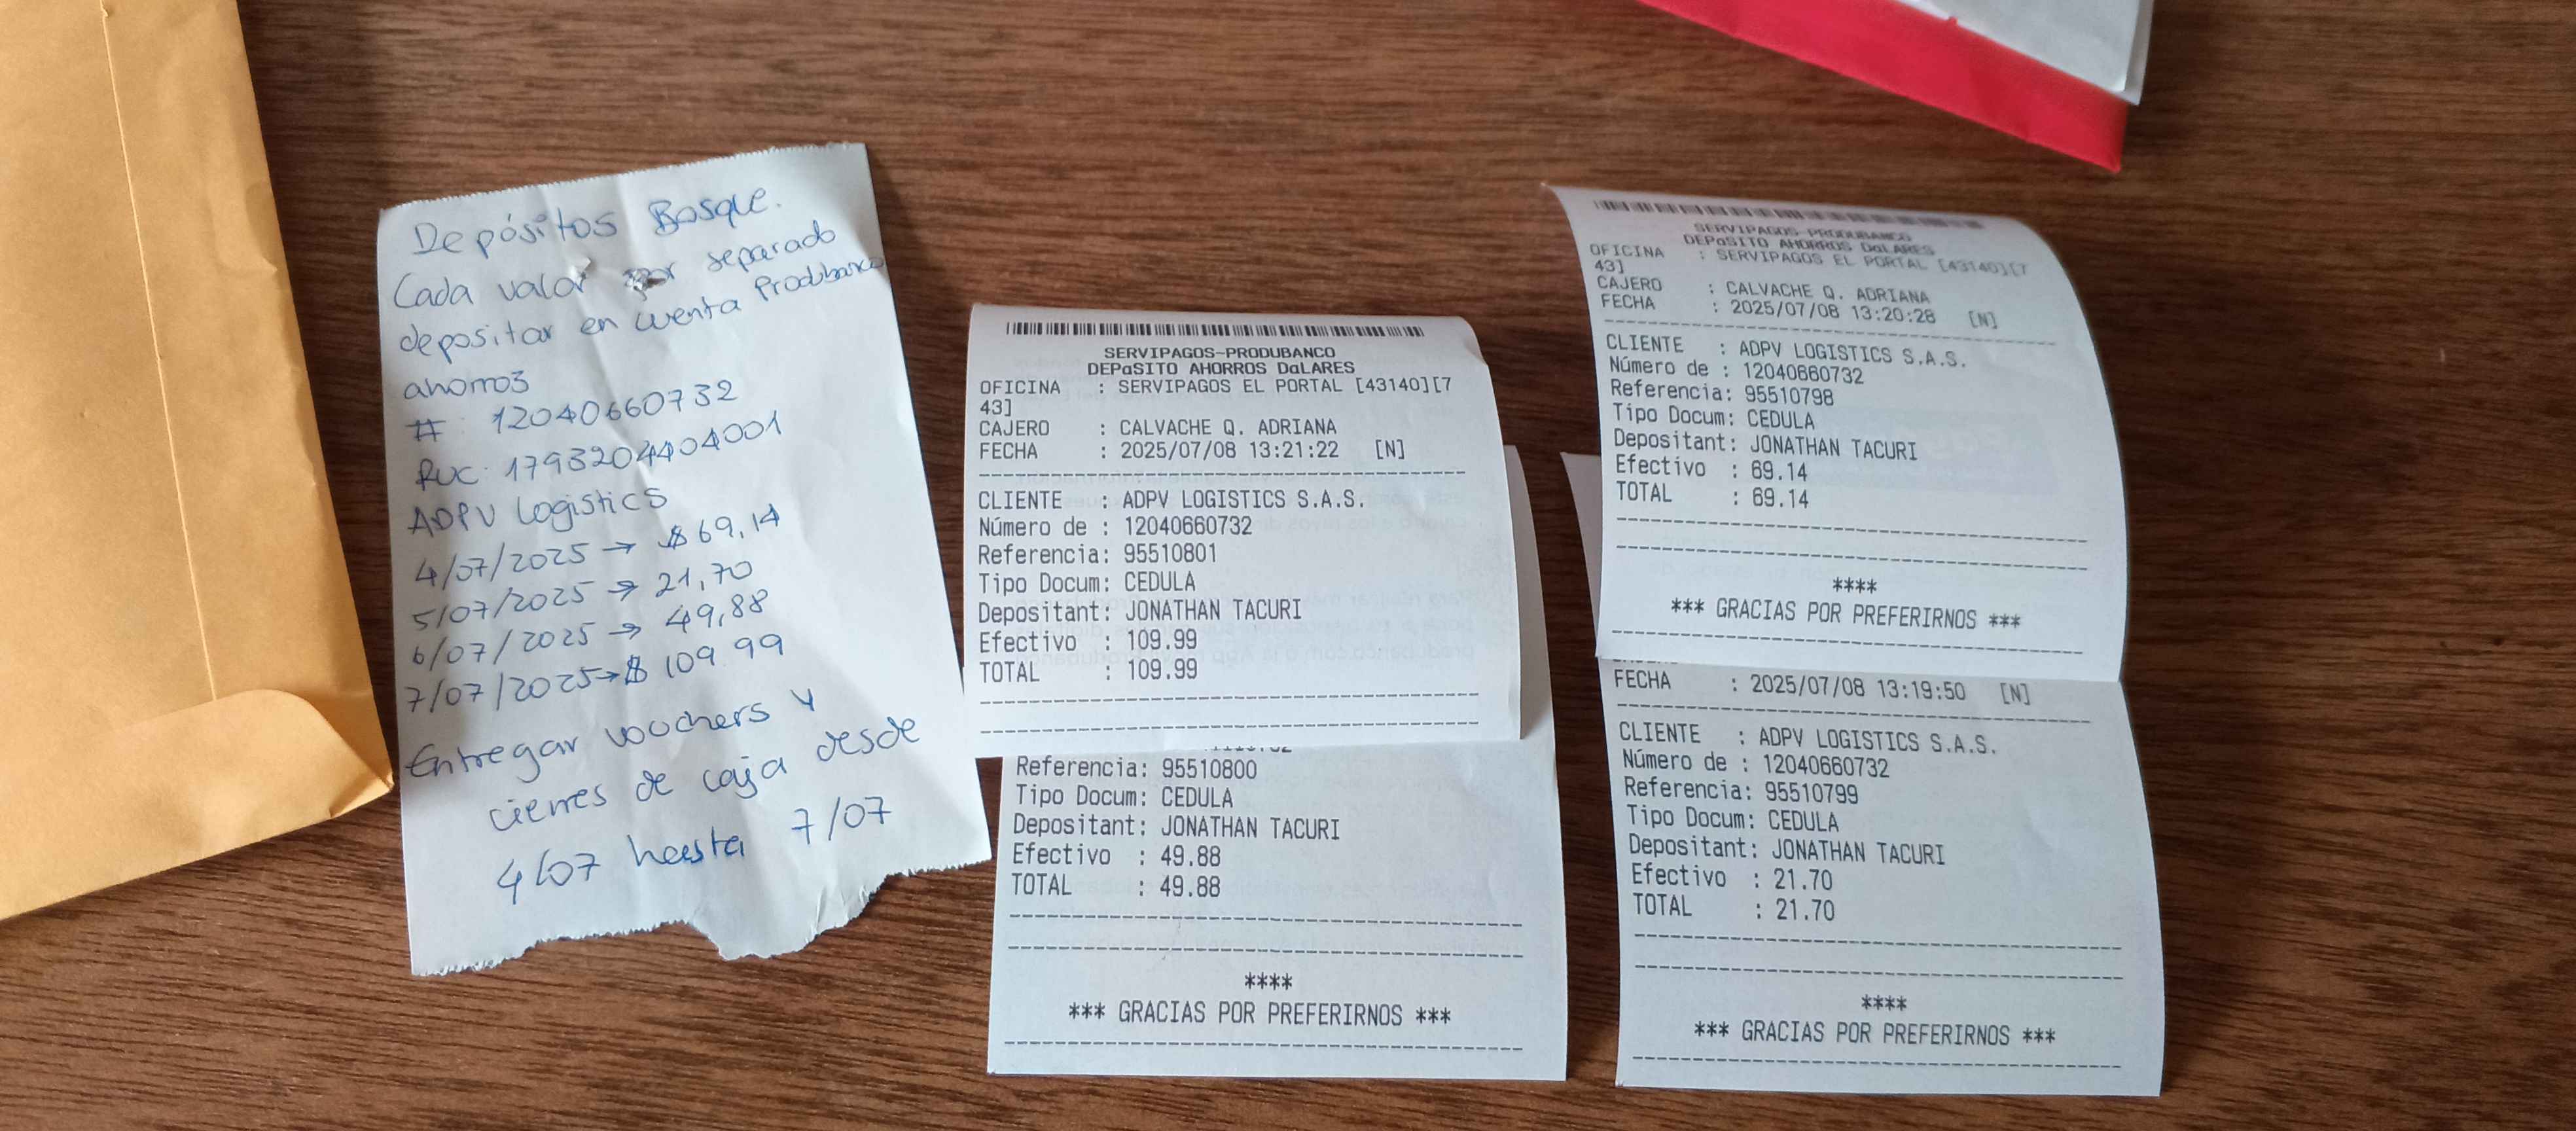 Depósitos Bosque.
Cada valor por separado
depositar en cuenta Produbanco
ahorros
# 12040660732
Ruc: 1793204404001
ADPV Logistics
4/07/2025 → $ 69,14
5/07/2025 → 21,70
6/07/2025 → 49,88
7/07/2025 → $ 109.99
Entregar vouchers y
cierres de caja desde
4/07 hasta 7/07
SERVIPAGOS-PRODUBANCO
DEPaSITO AHORROS DaLARES
OFICINA : SERVIPAGOS EL PORTAL [43140][7
43]
CAJERO : CALVACHE Q. ADRIANA
FECHA : 2025/07/08 13:21:22 [N]
CLIENTE : ADPV LOGISTICS S.A.S.
Número de : 12040660732
Referencia: 95510801
Tipo Docum: CEDULA
Depositant: JONATHAN TACURI
Efectivo : 109.99
TOTAL : 109.99
Referencia: 95510800
Tipo Docum: CEDULA
Depositant: JONATHAN TACURI
Efectivo : 49.88
TOTAL : 49.88
****
*** GRACIAS POR PREFERIRNOS ***
SERVIPAGOS-PRODUBANCO
DEPaSITO AHORROS DaLARES
OFICINA : SERVIPAGOS EL PORTAL [43140][7
43]
CAJERO : CALVACHE Q. ADRIANA
FECHA : 2025/07/08 13:20:28 [N]
CLIENTE : ADPV LOGISTICS S.A.S.
Número de : 12040660732
Referencia: 95510798
Tipo Docum: CEDULA
Depositant: JONATHAN TACURI
Efectivo : 69.14
TOTAL : 69.14
****
*** GRACIAS POR PREFERIRNOS ***
FECHA : 2025/07/08 13:19:50 [N]
CLIENTE : ADPV LOGISTICS S.A.S.
Número de : 12040660732
Referencia: 95510799
Tipo Docum: CEDULA
Depositant: JONATHAN TACURI
Efectivo : 21.70
TOTAL : 21.70
****
*** GRACIAS POR PREFERIRNOS ***